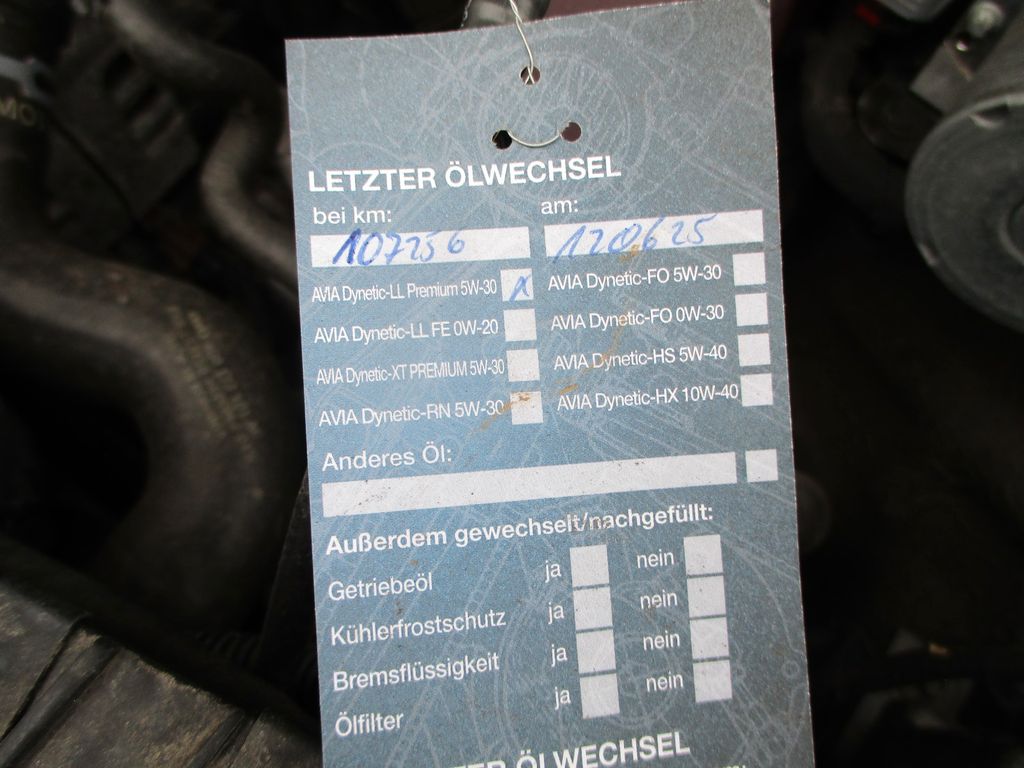 LETZTER ÖLWECHSEL
bei km: am:
107256 120625
AVIA Dynetic-LL Premium 5W-30 X AVIA Dynetic-FO 5W-30
AVIA Dynetic-LL FE 0W-20 AVIA Dynetic-FO 0W-30
AVIA Dynetic-XT PREMIUM 5W-30 AVIA Dynetic-HS 5W-40
AVIA Dynetic-RN 5W-30 AVIA Dynetic-HX 10W-40
Anderes Öl:
Außerdem gewechselt/nachgefüllt:
Getriebeöl ja nein
Kühlerfrostschutz ja nein
Bremsflüssigkeit ja nein
Ölfilter ja nein
ÖLWECHSEL